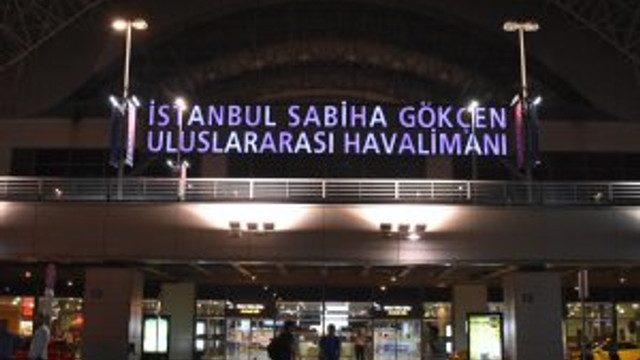 İSTANBUL SABİHA GÖKÇEN
ULUSLARARASI HAVALİMANI